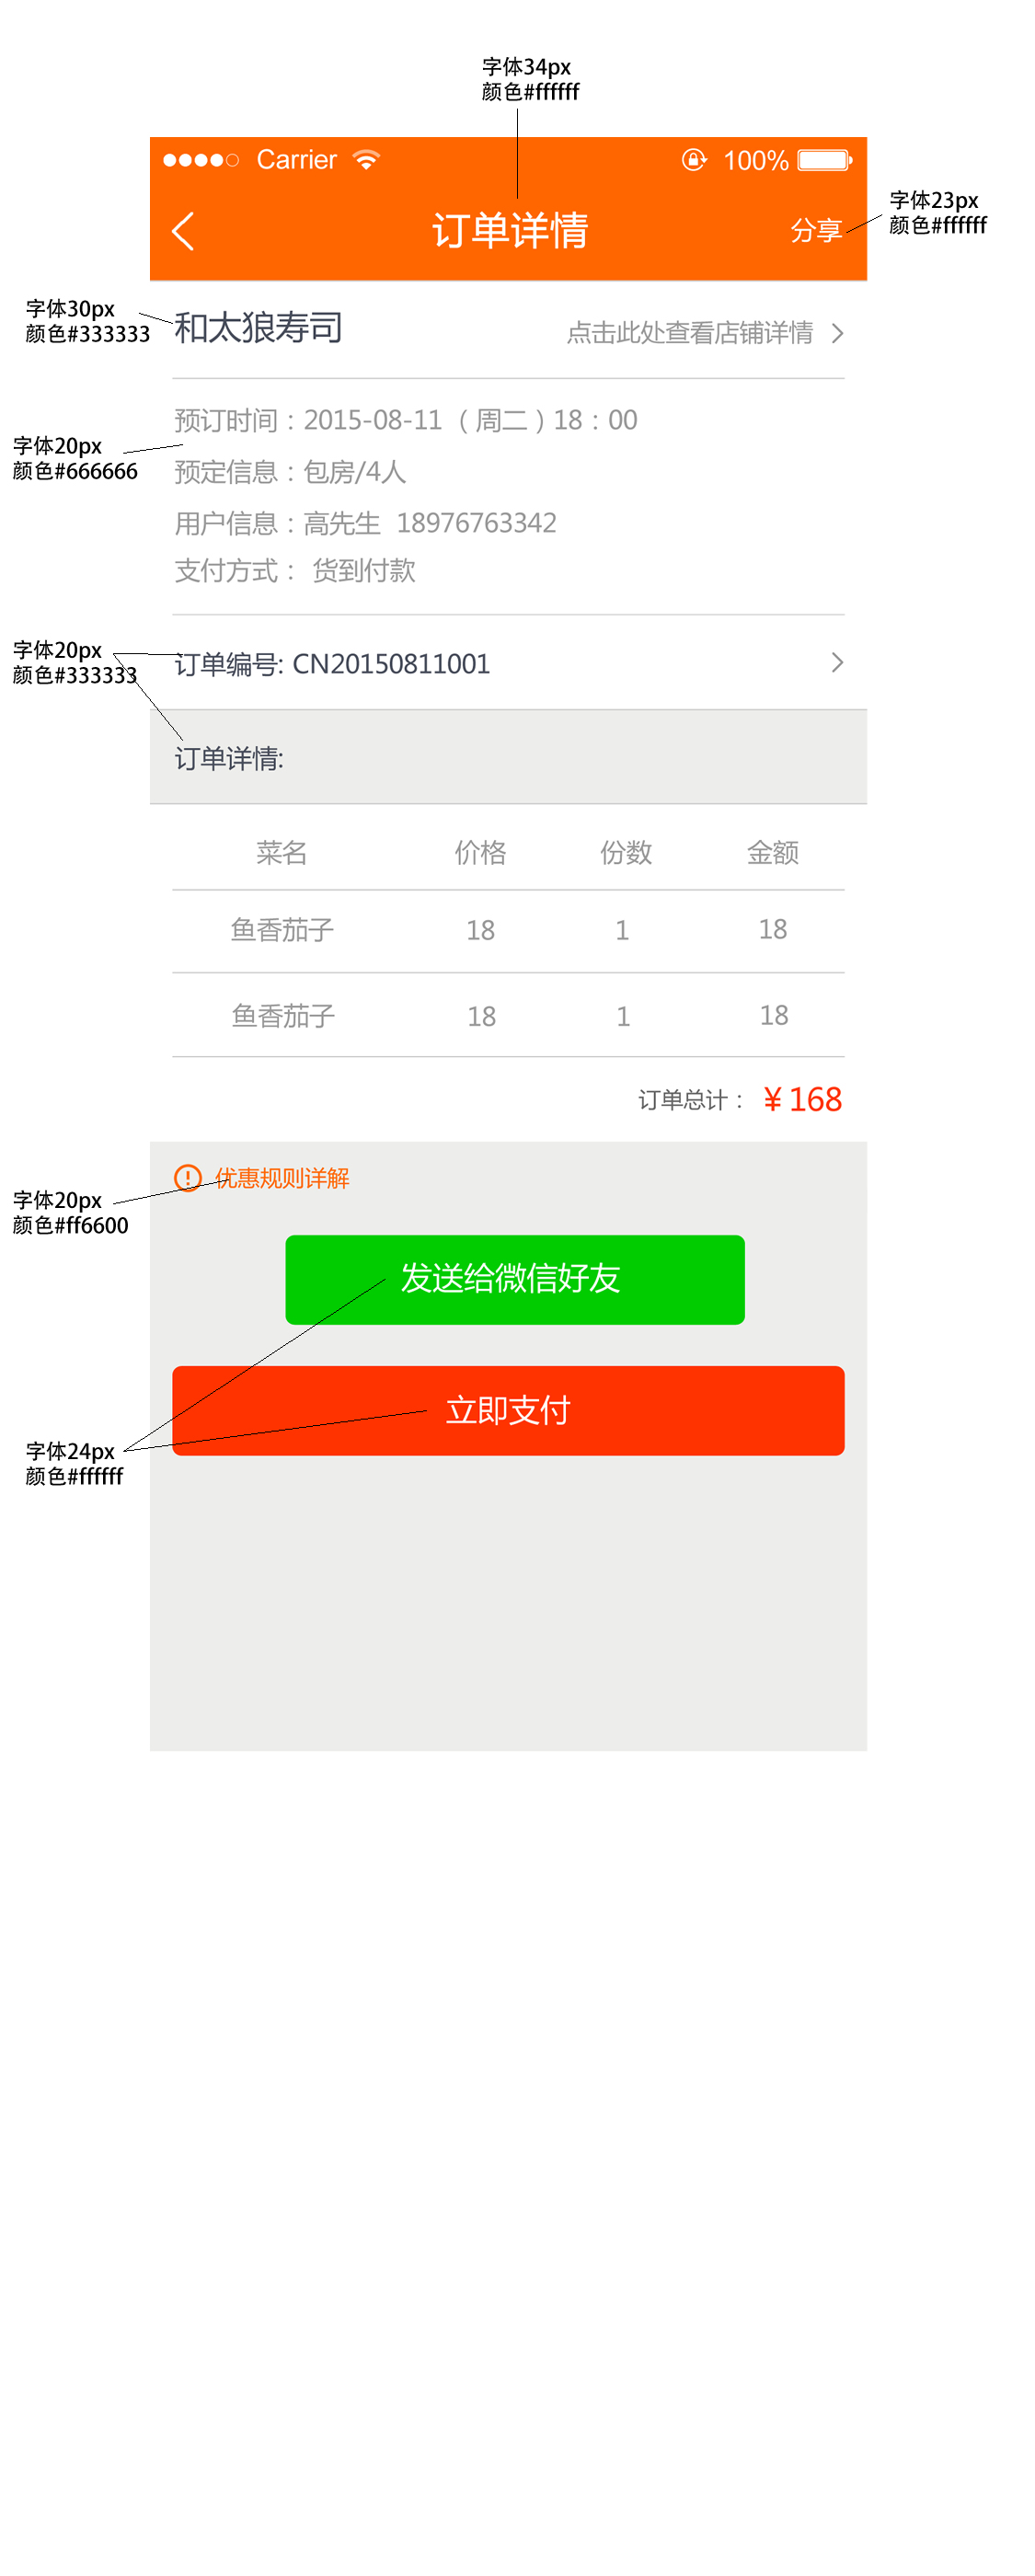 字体34px
颜色#ffffff
Carrier 100%
订单详情 分享
字体23px
颜色#ffffff
字体30px
颜色#333333
和太狼寿司 点击此处查看店铺详情
预订时间：2015-08-11（周二）18：00
字体20px
颜色#666666
预定信息：包房/4人
用户信息：高先生 18976763342
支付方式： 货到付款
字体20px
颜色#333333
订单编号: CN20150811001
订单详情:
菜名 价格 份数 金额
鱼香茄子 18 1 18
鱼香茄子 18 1 18
订单总计： ¥ 168
优惠规则详解
字体20px
颜色#ff6600
发送给微信好友
立即支付
字体24px
颜色#ffffff